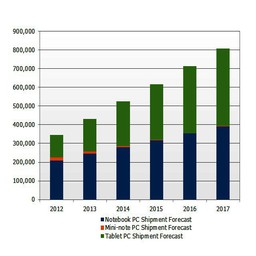 900,000
800,000
700,000
600,000
500,000
400,000
300,000
200,000
100,000
0
2012 2013 2014 2015 2016 2017
Notebook PC Shipment Forecast
Mini-note PC Shipment Forecast
Tablet PC Shipment Forecast